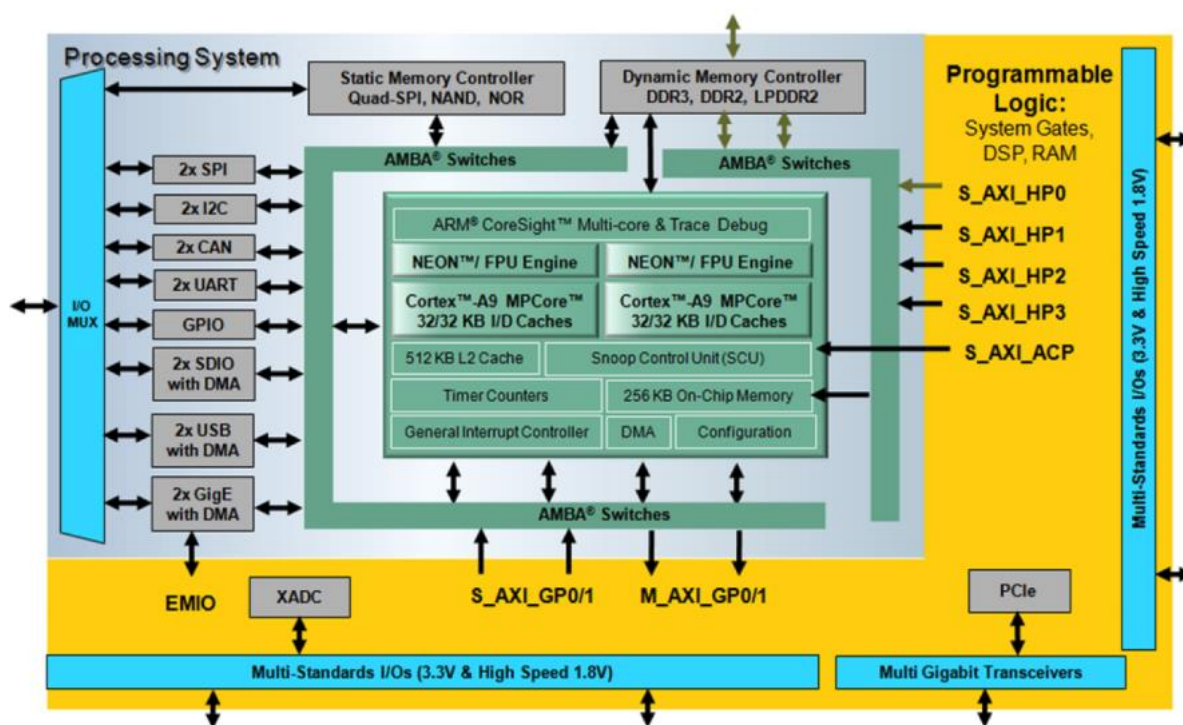 Processing System
Static Memory Controller
Quad-SPI, NAND, NOR
Dynamic Memory Controller
DDR3, DDR2, LPDDR2
Programmable
Logic:
System Gates,
DSP, RAM
AMBA® Switches
AMBA® Switches
2x SPI
2x I2C
2x CAN
2x UART
GPIO
2x SDIO
with DMA
2x USB
with DMA
2x GigE
with DMA
I/O
MUX
ARM® CoreSight™ Multi-core & Trace Debug
NEON™/ FPU Engine
NEON™/ FPU Engine
Cortex™-A9 MPCore™
32/32 KB I/D Caches
Cortex™-A9 MPCore™
32/32 KB I/D Caches
512 KB L2 Cache
Snoop Control Unit (SCU)
Timer Counters
256 KB On-Chip Memory
General Interrupt Controller
DMA
Configuration
AMBA® Switches
S_AXI_HP0
S_AXI_HP1
S_AXI_HP2
S_AXI_HP3
S_AXI_ACP
Multi-Standards I/Os (3.3V & High Speed 1.8V)
EMIO
XADC
S_AXI_GP0/1
M_AXI_GP0/1
PCIe
Multi-Standards I/Os (3.3V & High Speed 1.8V)
Multi Gigabit Transceivers